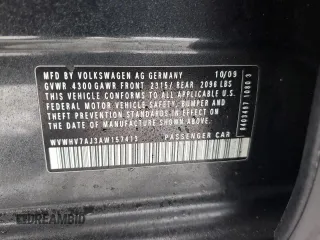 MFD BY VOLKSWAGEN AG GERMANY 10/09
GVWR 4300 GAWR FRONT 2315/ REAR 2096 LBS
THIS VEHICLE CONFORMS TO ALL APPLICABLE U.S.
FEDERAL MOTOR VEHICLE SAFETY, BUMPER AND
THEFT PREVENTION STANDARDS IN EFFECT ON THE
DATE OF MANUFACTURE SHOWN ABOVE
WVWHV7AJ3AW157413 PASSENGER CAR
DREAMBID